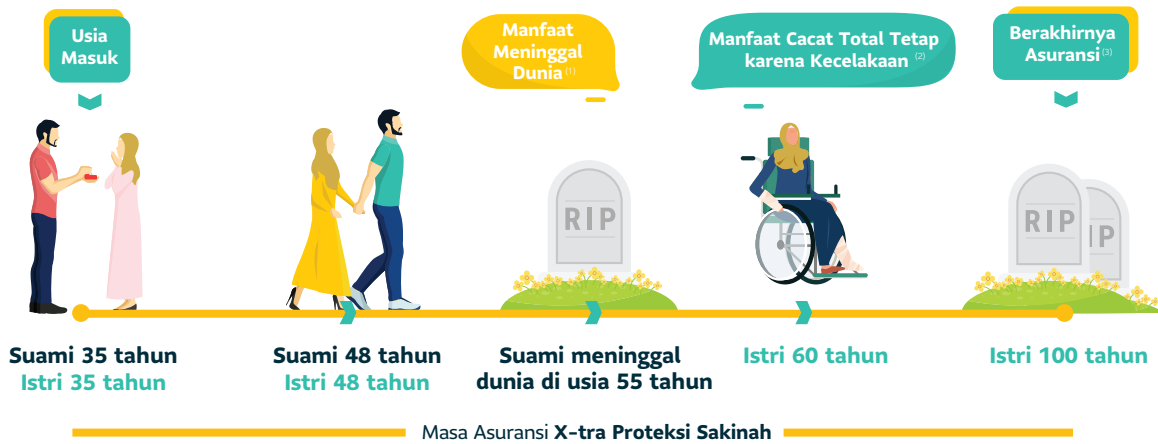 Usia
Masuk
Manfaat
Meninggal
Dunia (1)
Manfaat Cacat Total Tetap
karena Kecelakaan (2)
Berakhirnya
Asuransi (3)
RIP
RIP
IP
Suami 35 tahun
Istri 35 tahun
Suami 48 tahun
Istri 48 tahun
Suami meninggal
dunia di usia 55 tahun
Istri 60 tahun
Istri 100 tahun
Masa Asuransi X-tra Proteksi Sakinah